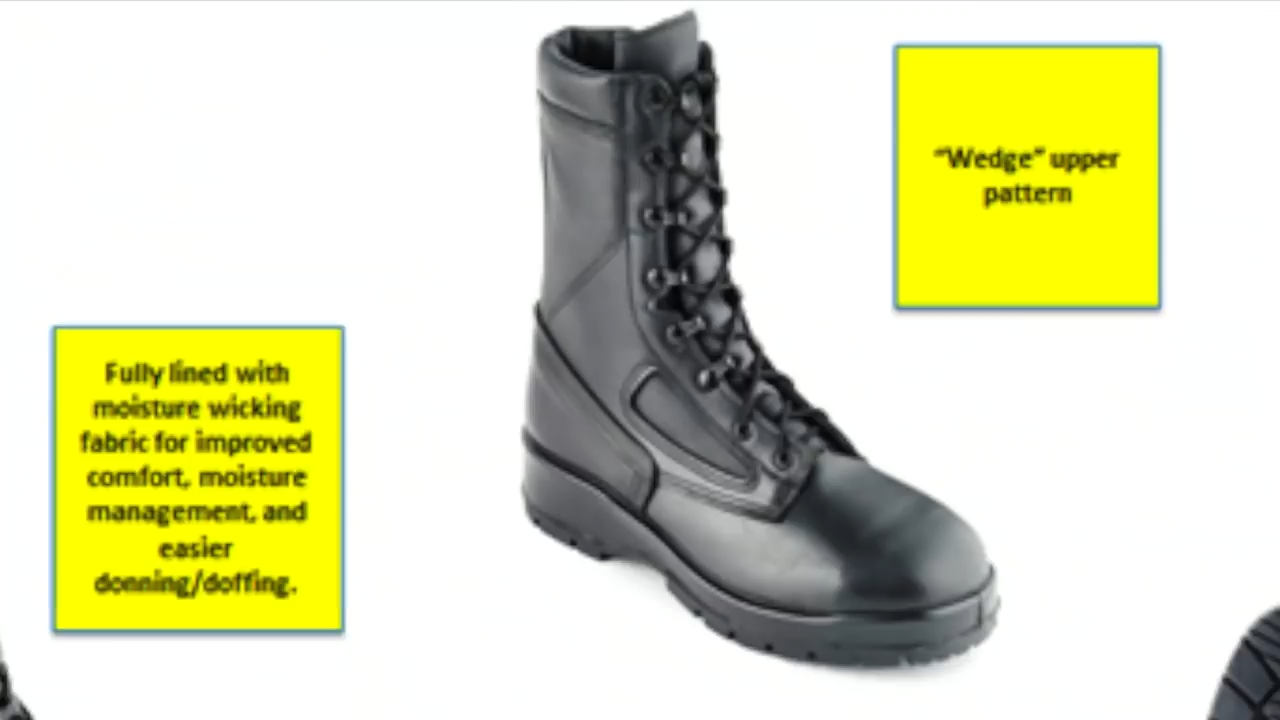 “Wedge” upper
pattern
Fully lined with
moisture wicking
fabric for improved
comfort, moisture
management, and
easier
donning/doffing.